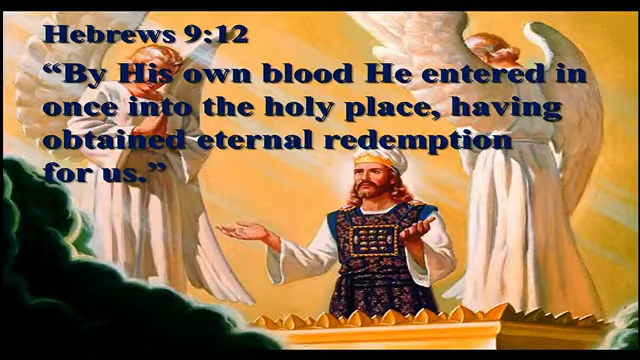 Hebrews 9:12
“By His own blood He entered in
once into the holy place, having
obtained eternal redemption
for us.”